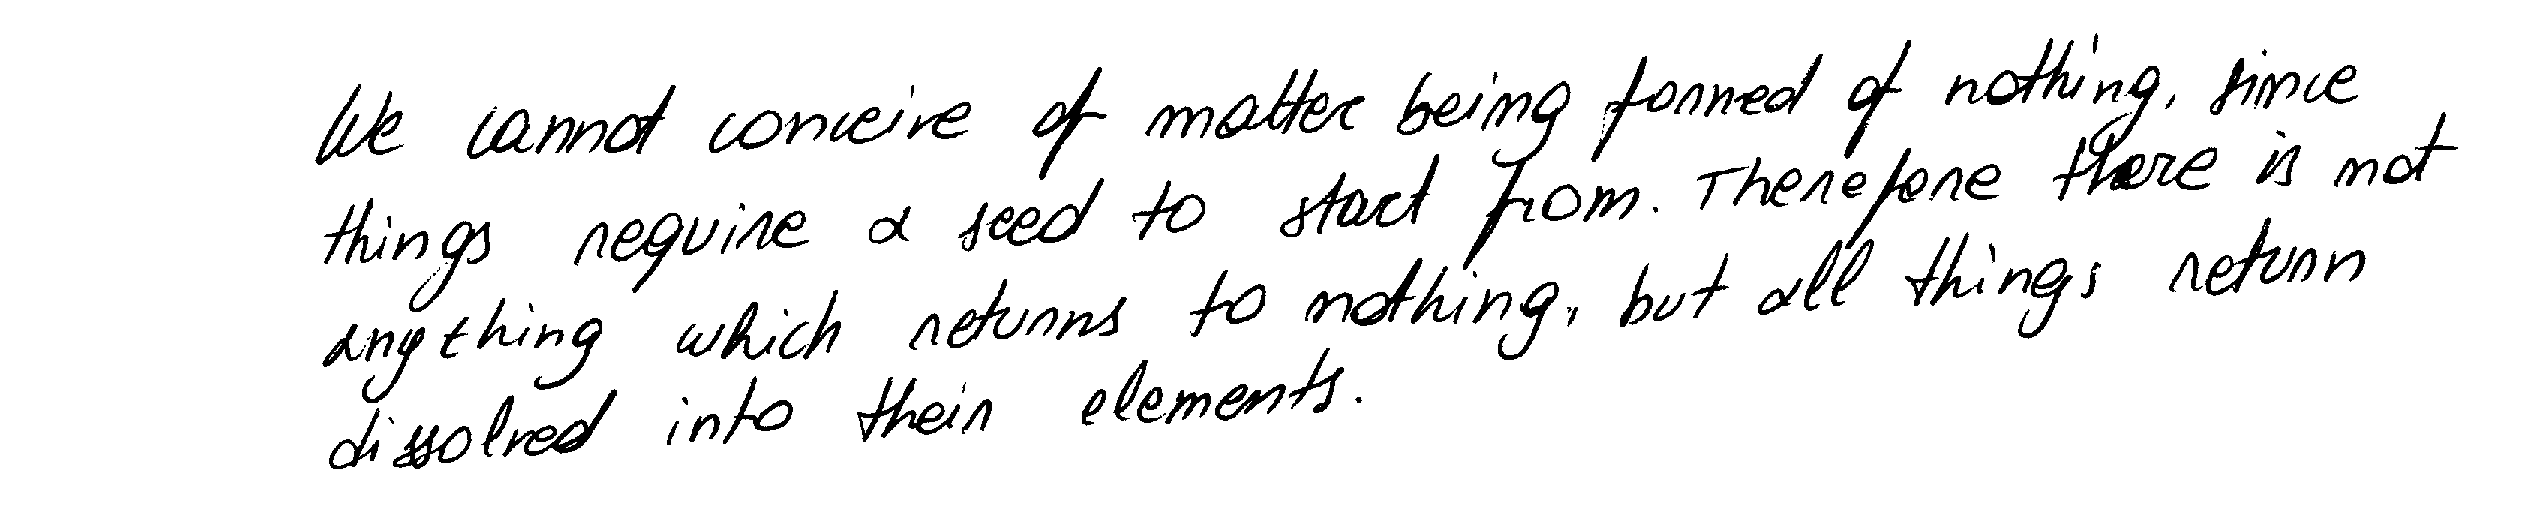 We cannot conceive of matter being formed of nothing, since
things require a seed to start from. Therefore there is not
anything which returns to nothing, but all things return
dissolved into their elements.